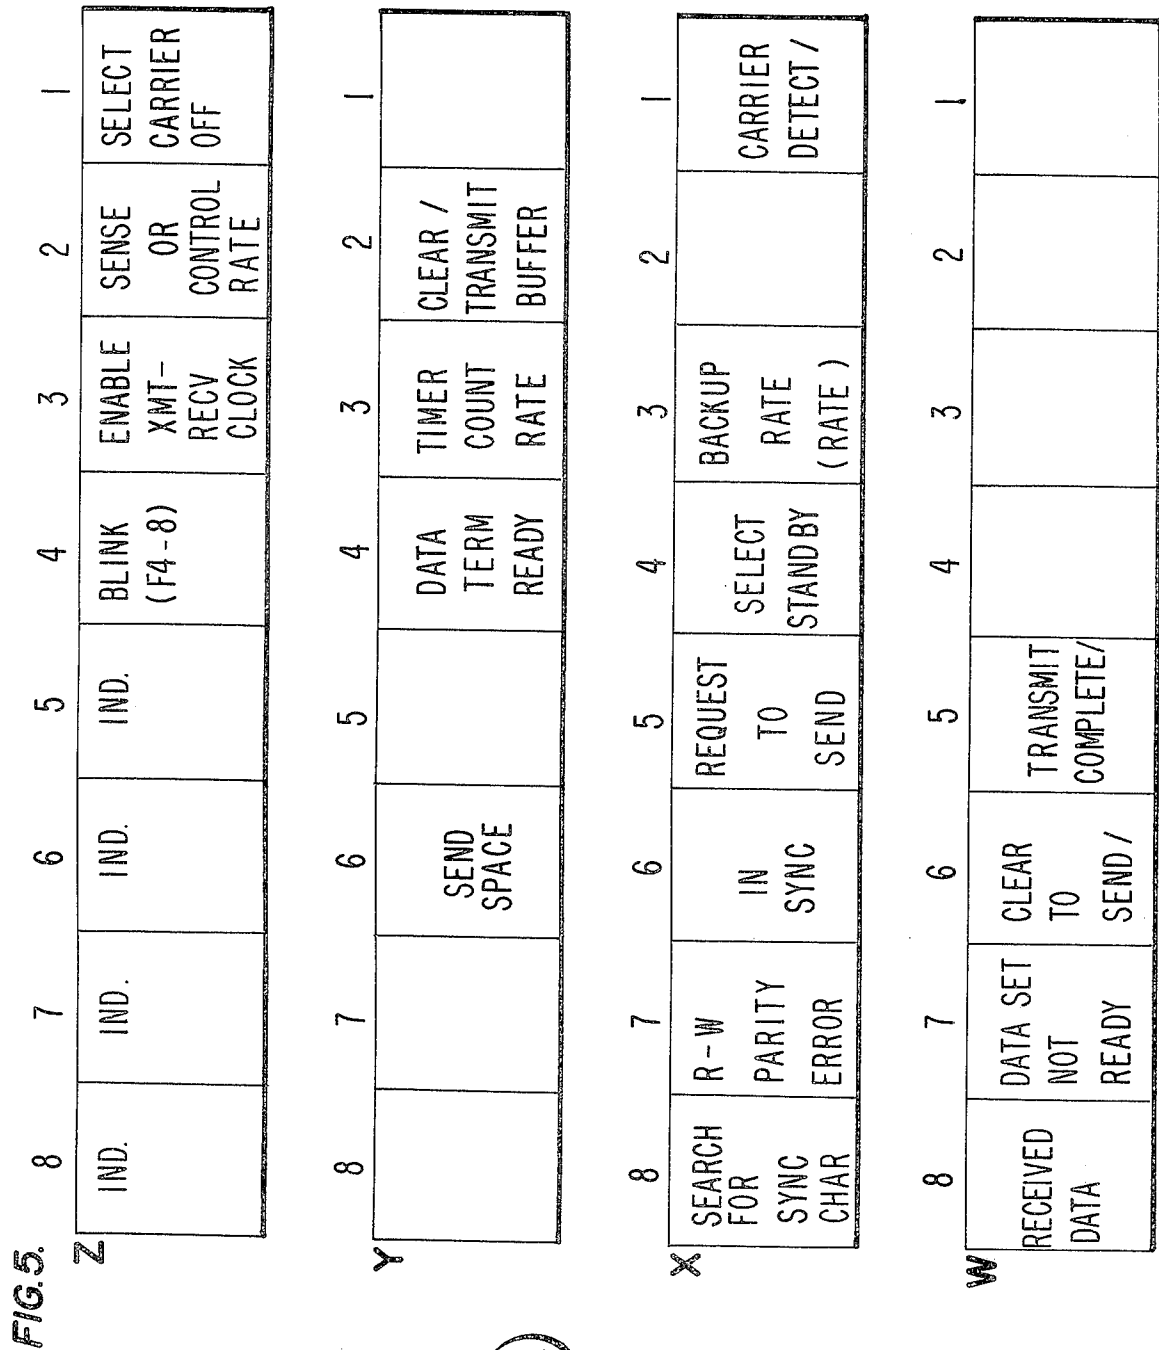 FIG.5.
Z
8 7 6 5 4 3 2 1
IND.
IND.
IND.
IND.
BLINK
(F4-8)
ENABLE
XMT-
RECV
CLOCK
SENSE
OR
CONTROL
RATE
SELECT
CARRIER
OFF
Y
8 7 6 5 4 3 2 1
SEND
SPACE
DATA
TERM
READY
TIMER
COUNT
RATE
CLEAR /
TRANSMIT
BUFFER
X
8 7 6 5 4 3 2 1
SEARCH
FOR
SYNC
CHAR
R-W
PARITY
ERROR
IN
SYNC
REQUEST
TO
SEND
SELECT
STANDBY
BACKUP
RATE
(RATE)
CARRIER
DETECT/
W
8 7 6 5 4 3 2 1
RECEIVED
DATA
DATA SET
NOT
READY
CLEAR
TO
SEND/
TRANSMIT
COMPLETE/